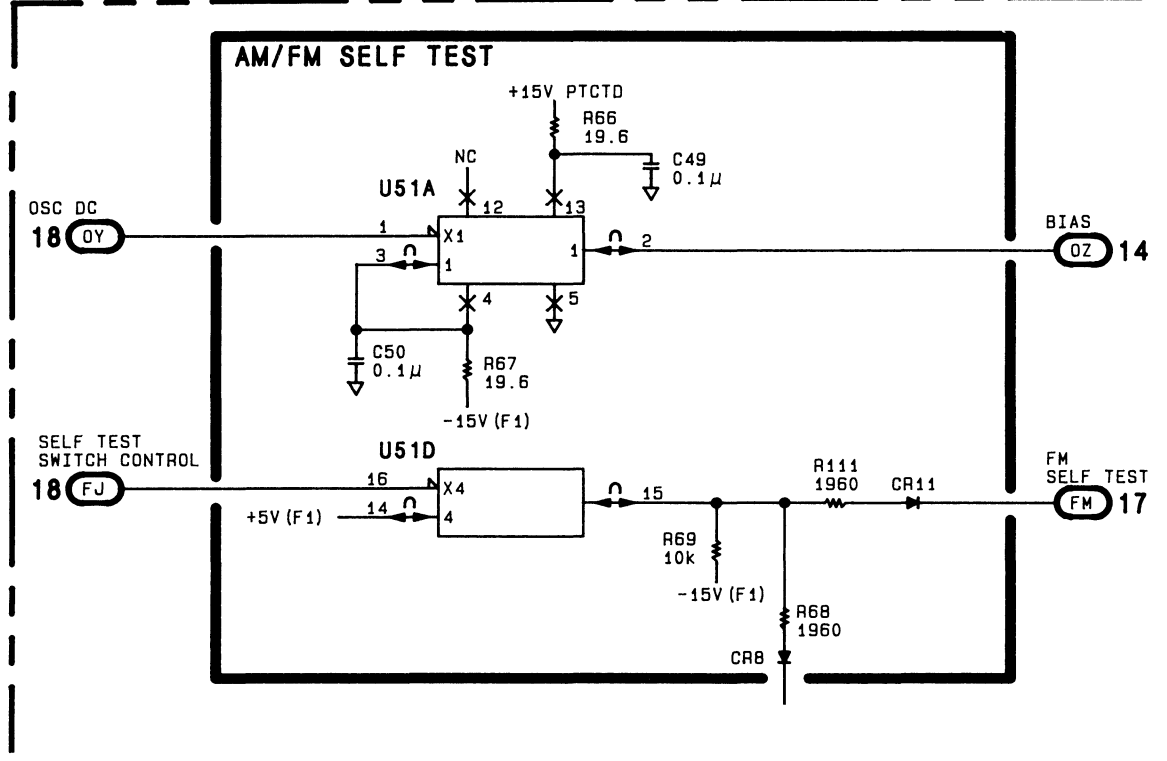 AM/FM SELF TEST
+15V PTCTD
R66
19.6
NC
C49
0.1µ
U51A
12
13
OSC DC
18 OY
1
X1
3
1
1
2
BIAS
OZ 14
4
5
C50
0.1µ
R67
19.6
-15V(F1)
SELF TEST
SWITCH CONTROL
18 FJ
U51D
16
X4
14
4
+5V(F1)
15
R111
1960
CR11
FM
SELF TEST
FM 17
R69
10k
-15V(F1)
R68
1960
CR8